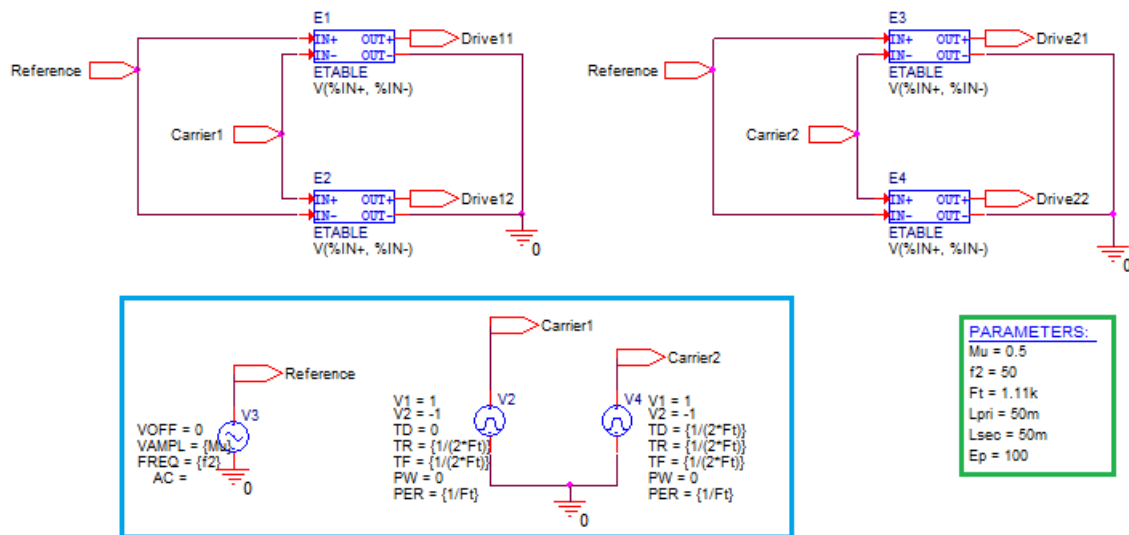 E1
IN+ OUT+
IN- OUT-
Drive11
ETABLE
V(%IN+, %IN-)
Reference
Carrier1
E2
IN+ OUT+
IN- OUT-
Drive12
ETABLE
V(%IN+, %IN-)
0
E3
IN+ OUT+
IN- OUT-
Drive21
ETABLE
V(%IN+, %IN-)
Reference
Carrier2
E4
IN+ OUT+
IN- OUT-
Drive22
ETABLE
V(%IN+, %IN-)
0
Reference
V3
VOFF = 0
VAMPL = {Mu}
FREQ = {f2}
AC =
0
Carrier1
V2
V1 = 1
V2 = -1
TD = 0
TR = {1/(2*Ft)}
TF = {1/(2*Ft)}
PW = 0
PER = {1/Ft}
0
Carrier2
V4
V1 = 1
V2 = -1
TD = {1/(2*Ft)}
TR = {1/(2*Ft)}
TF = {1/(2*Ft)}
PW = 0
PER = {1/Ft}
PARAMETERS:
Mu = 0.5
f2 = 50
Ft = 1.11k
Lpri = 50m
Lsec = 50m
Ep = 100